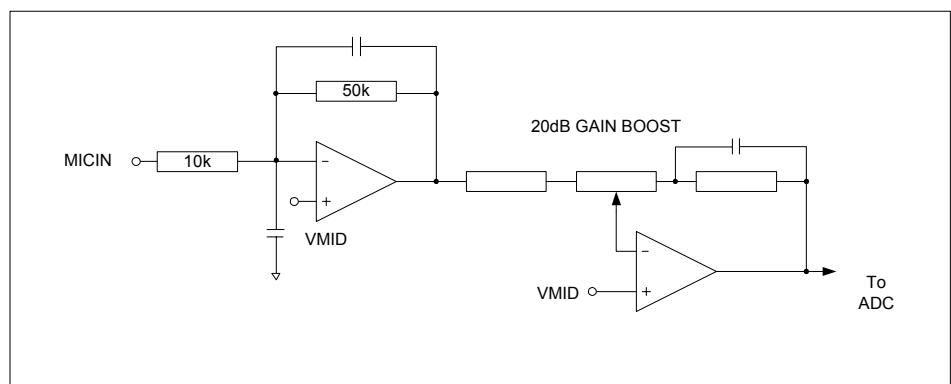 50k
20dB GAIN BOOST
MICIN
10k
−
+
VMID
−
VMID
+
To
ADC